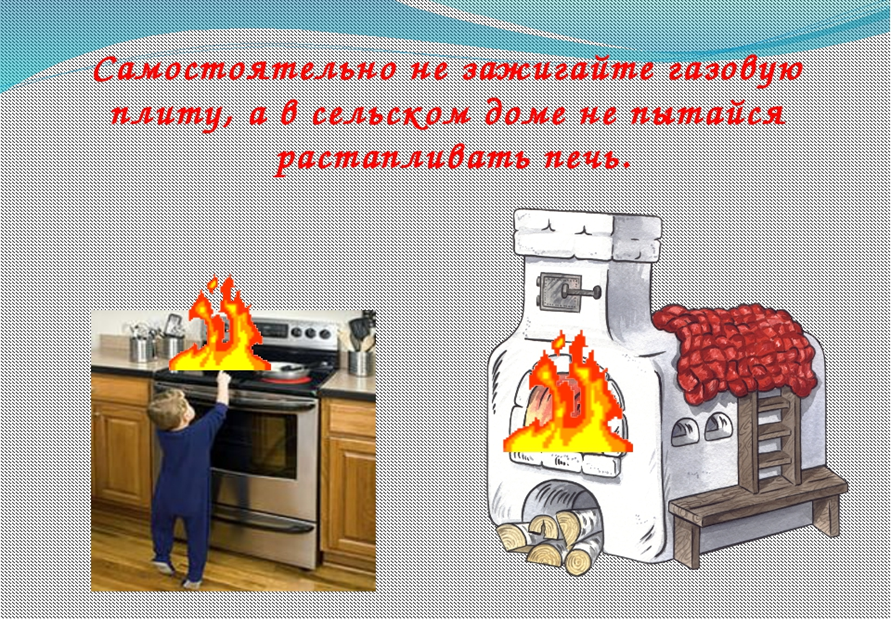 Самостоятельно не зажигайте газовую
плиту, а в сельском доме не пытайся
растапливать печь.